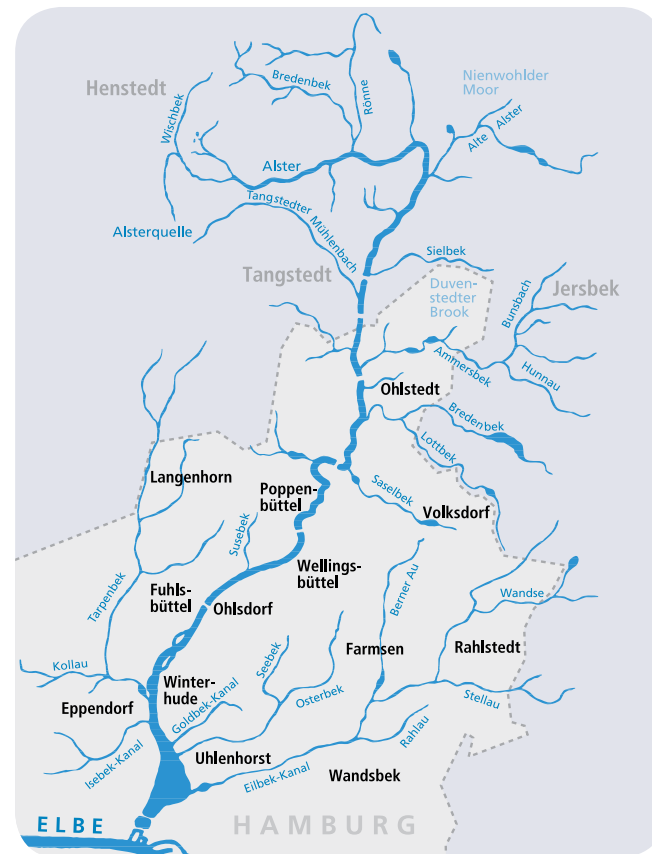 Henstedt
Bredenbek
Rönne
Nienwohlder
Moor
Wischbek
Alte Alster
Alster
Tangstedter Mühlenbach
Alsterquelle
Sielbek
Tangstedt
Duven-
stedter
Brook
Bunsbach
Jersbek
Ammersbek
Hunnau
Ohlstedt
Bredenbek
Lottbek
Langenhorn
Poppen-
büttel
Saselbek
Volksdorf
Susebek
Wellings-
büttel
Berner Au
Tarpenbek
Fuhls-
büttel
Ohlsdorf
Wandse
Seebek
Farmsen
Rahlstedt
Kollau
Winter-
hude
Goldbek-Kanal
Osterbek
Stellau
Eppendorf
Isebek-Kanal
Uhlenhorst
Eilbek-Kanal
Rahlau
Wandsbek
ELBE
HAMBURG